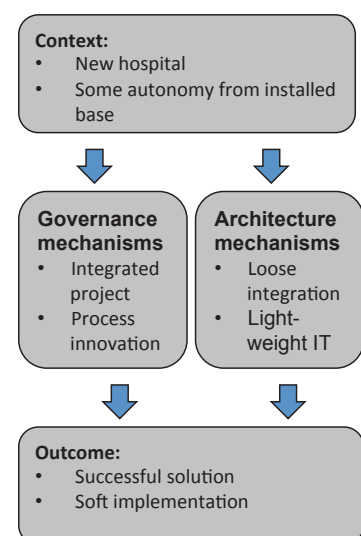 Context:
• New hospital
• Some autonomy from installed
base
Governance
mechanisms
• Integrated
project
• Process
innovation
Architecture
mechanisms
• Loose
integration
• Light-
weight IT
Outcome:
• Successful solution
• Soft implementation